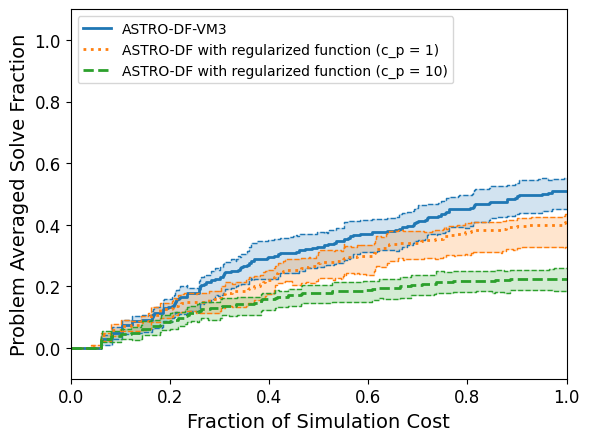 ASTRO-DF-VM3
ASTRO-DF with regularized function (c_p = 1)
ASTRO-DF with regularized function (c_p = 10)
Problem Averaged Solve Fraction
1.0
0.8
0.6
0.4
0.2
0.0
0.0 0.2 0.4 0.6 0.8 1.0
Fraction of Simulation Cost